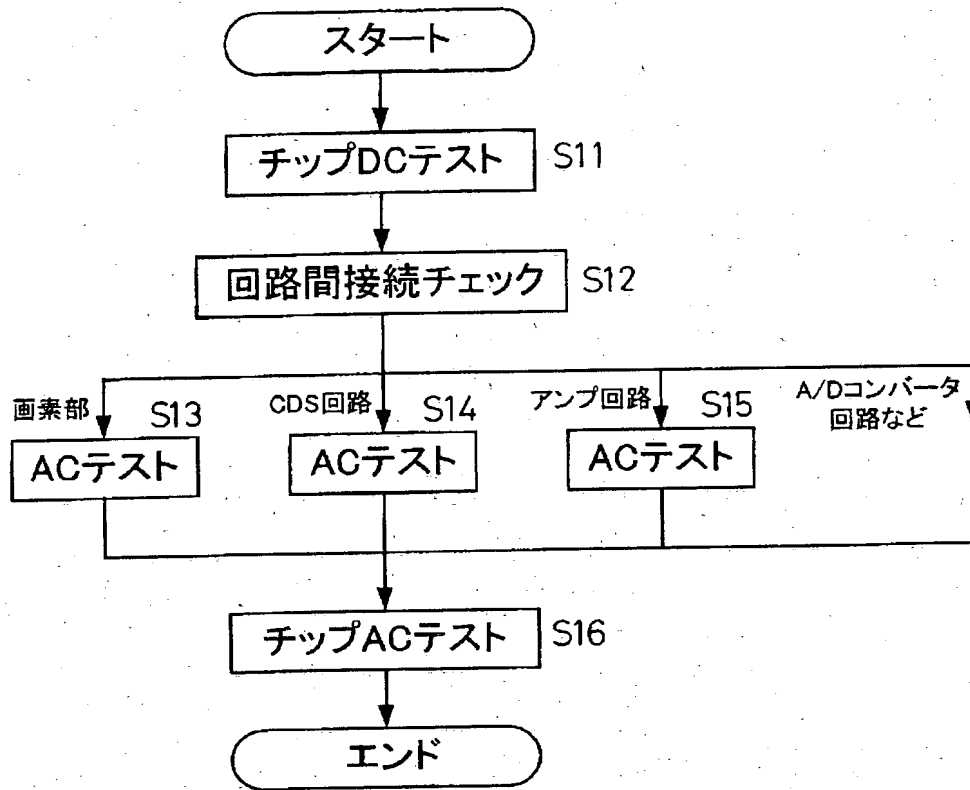 スタート
チップDCテスト S11
回路間接続チェック S12
画素部 S13
CDS回路 S14
アンプ回路 S15
A/Dコンバータ
回路など
ACテスト
ACテスト
ACテスト
チップACテスト S16
エンド